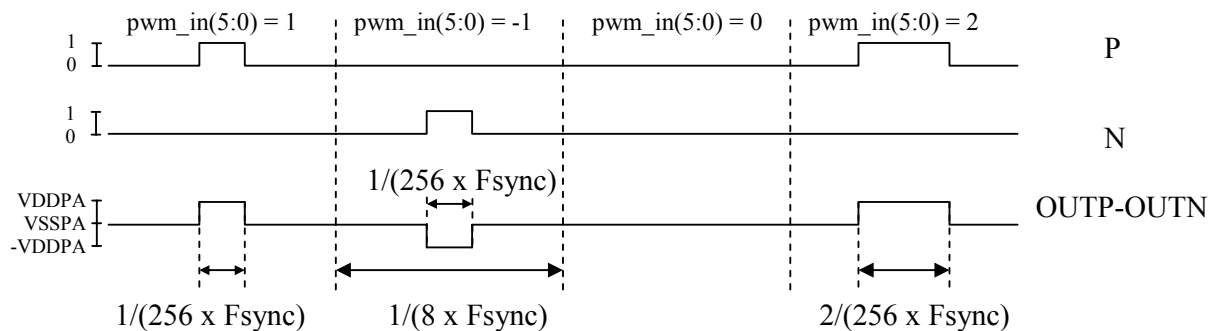 pwm_in(5:0) = 1 pwm_in(5:0) = -1 pwm_in(5:0) = 0 pwm_in(5:0) = 2
1
0
P
1
0
N
1/(256 x Fsync)
VDDPA
VSSPA
-VDDPA
OUTP-OUTN
1/(256 x Fsync) 1/(8 x Fsync) 2/(256 x Fsync)